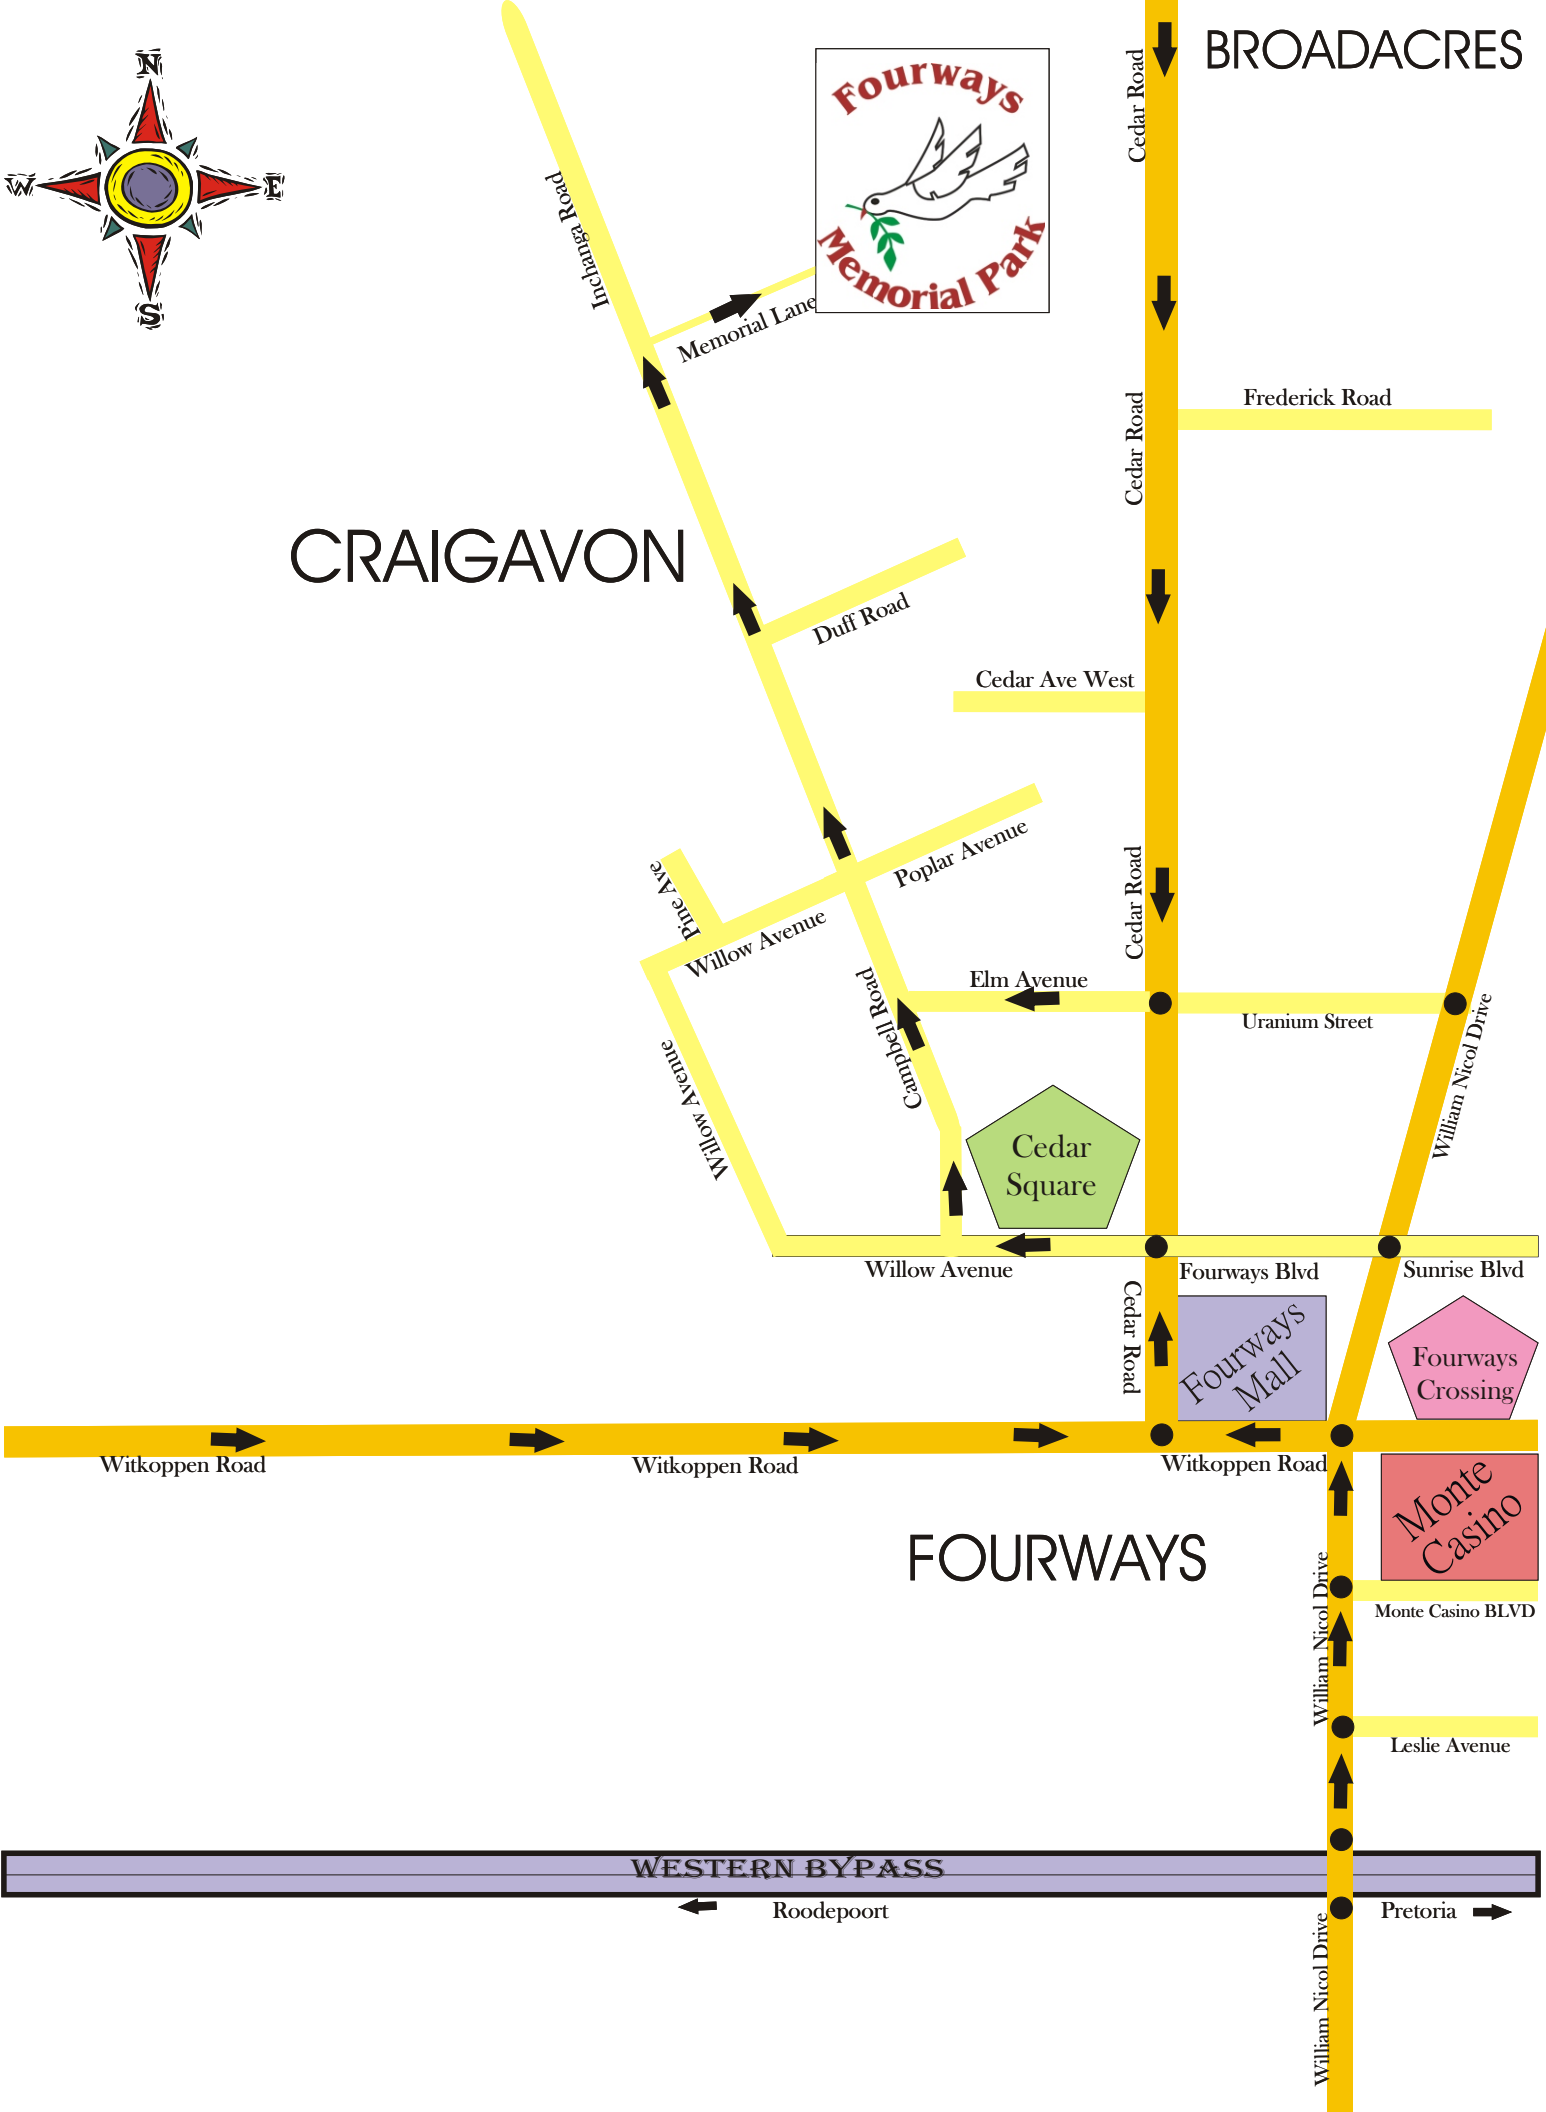 BROADACRES
N
W
E
S
Fourways
Memorial Park
Cedar Road
Inchanga Road
Memorial Lane
Frederick Road
Cedar Road
CRAIGAVON
Duff Road
Cedar Ave West
Poplar Avenue
Pine Ave
Willow Avenue
Cedar Road
Elm Avenue
Uranium Street
Campbell Road
William Nicol Drive
Willow Avenue
Cedar
Square
Willow Avenue
Fourways Blvd
Sunrise Blvd
Cedar Road
Fourways
Mall
Fourways
Crossing
Witkoppen Road
Witkoppen Road
Witkoppen Road
Monte
Casino
FOURWAYS
William Nicol Drive
Monte Casino BLVD
Leslie Avenue
WESTERN BYPASS
Roodepoort
Pretoria
William Nicol Drive